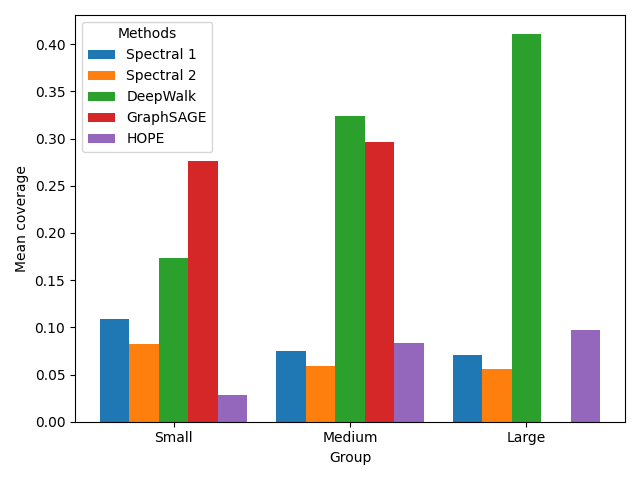 Methods
Spectral 1
Spectral 2
DeepWalk
GraphSAGE
HOPE
Mean coverage
0.40
0.35
0.30
0.25
0.20
0.15
0.10
0.05
0.00
Small Medium Large
Group